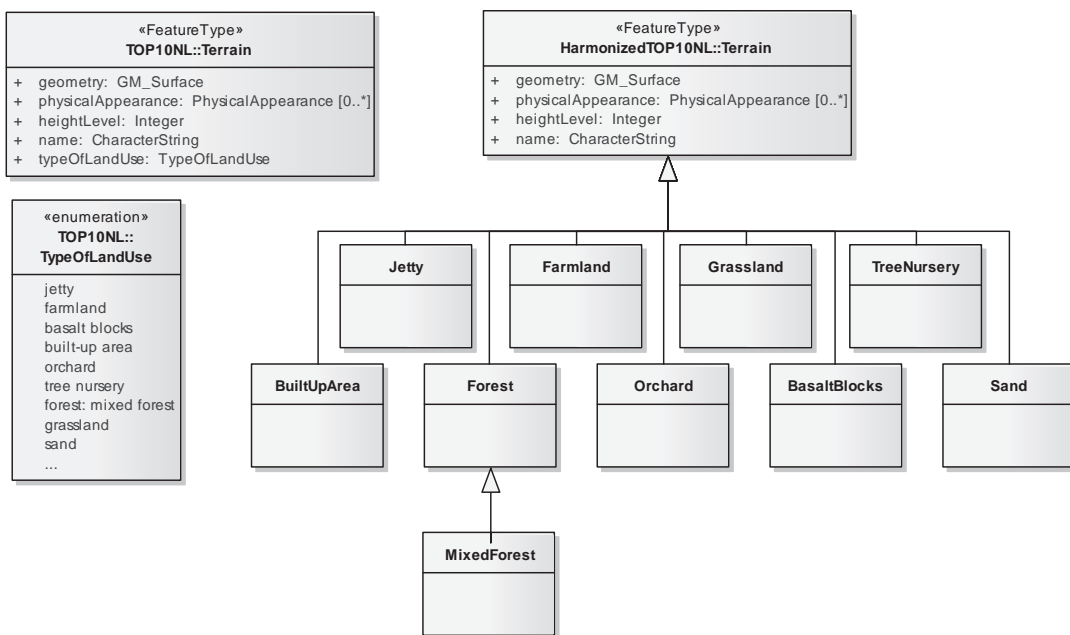 «FeatureType»
TOP10NL::Terrain
+ geometry: GM_Surface
+ physicalAppearance: PhysicalAppearance [0..*]
+ heightLevel: Integer
+ name: CharacterString
+ typeOfLandUse: TypeOfLandUse
«FeatureType»
HarmonizedTOP10NL::Terrain
+ geometry: GM_Surface
+ physicalAppearance: PhysicalAppearance [0..*]
+ heightLevel: Integer
+ name: CharacterString
«enumeration»
TOP10NL::
TypeOfLandUse
jetty
farmland
basalt blocks
built-up area
orchard
tree nursery
forest: mixed forest
grassland
sand
...
Jetty
Farmland
Grassland
TreeNursery
BuiltUpArea
Forest
Orchard
BasaltBlocks
Sand
MixedForest